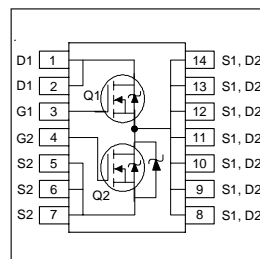 D1 1 14 S1, D2
D1 2 Q1 13 S1, D2
G1 3 12 S1, D2
G2 4 11 S1, D2
S2 5 10 S1, D2
S2 6 9 S1, D2
S2 7 Q2 8 S1, D2